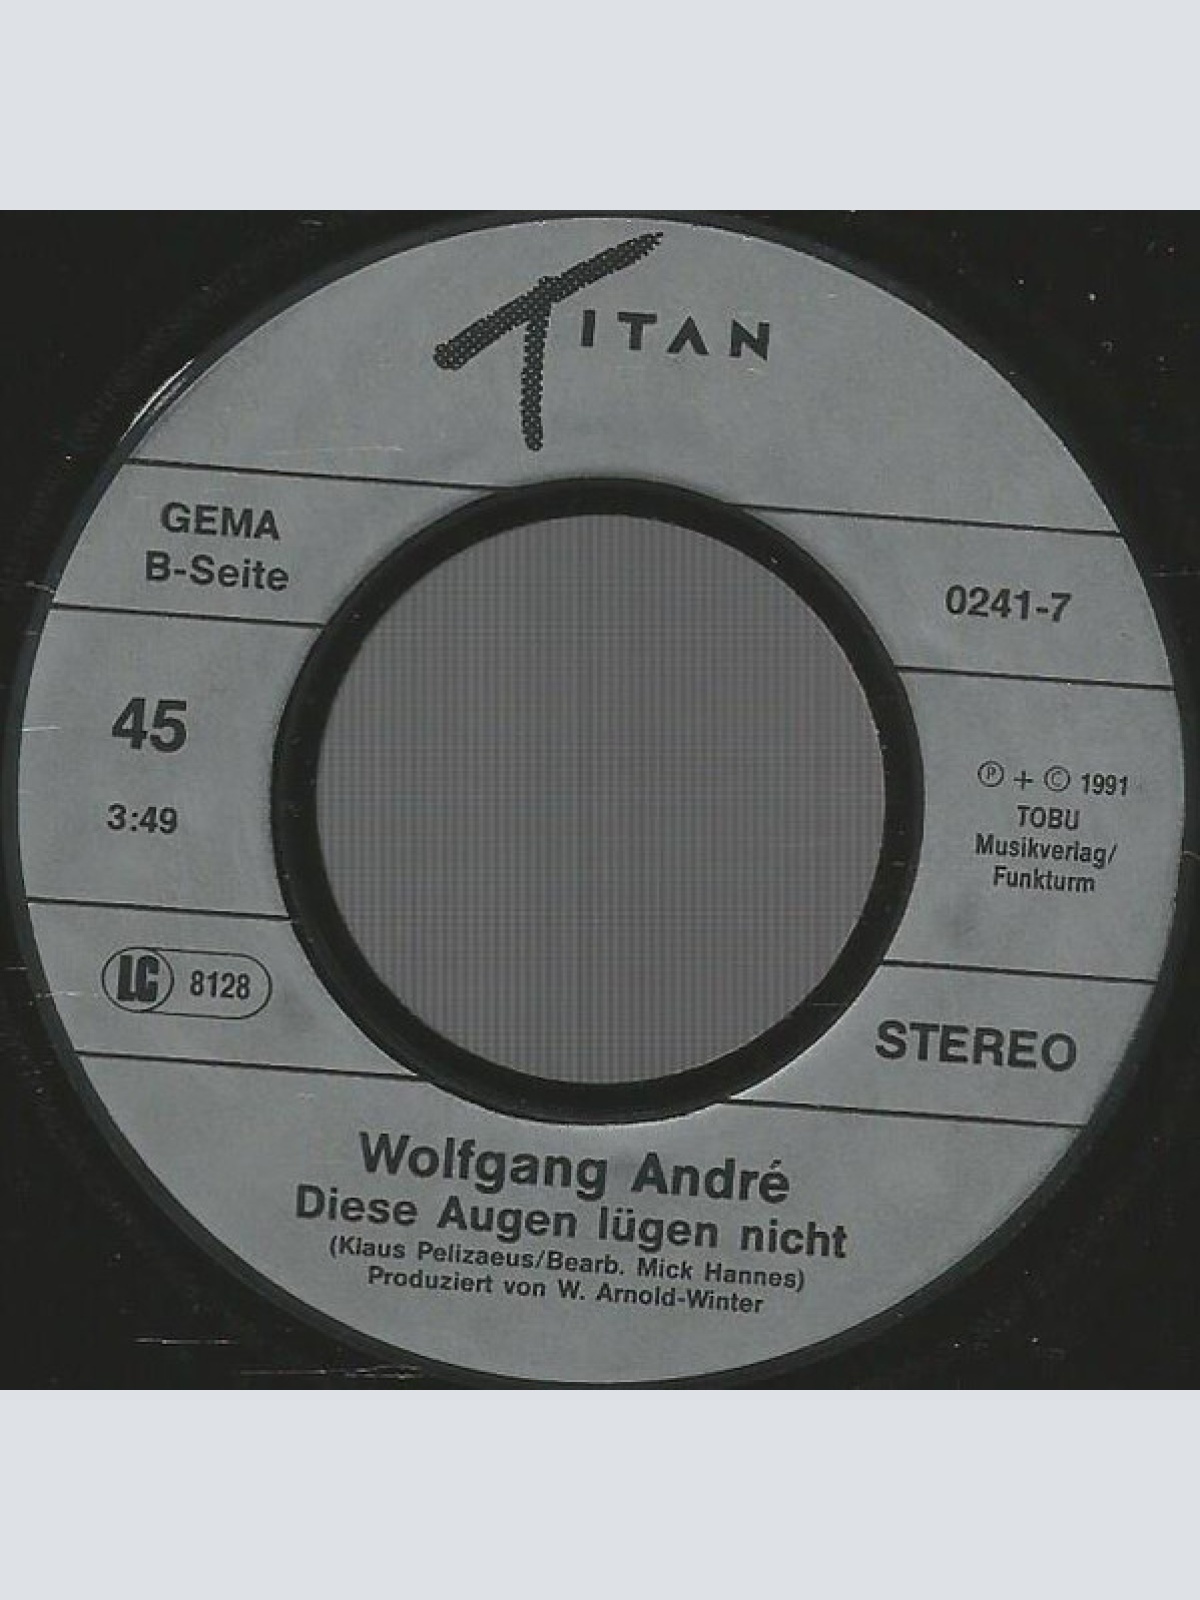 TITAN
GEMA
B-Seite
0241-7
45
3:49
Ⓟ + © 1991
TOBU
Musikverlag/
Funkturm
LC 8128
STEREO
Wolfgang André
Diese Augen lügen nicht
(Klaus Pelizaeus/Bearb. Mick Hannes)
Produziert von W. Arnold-Winter